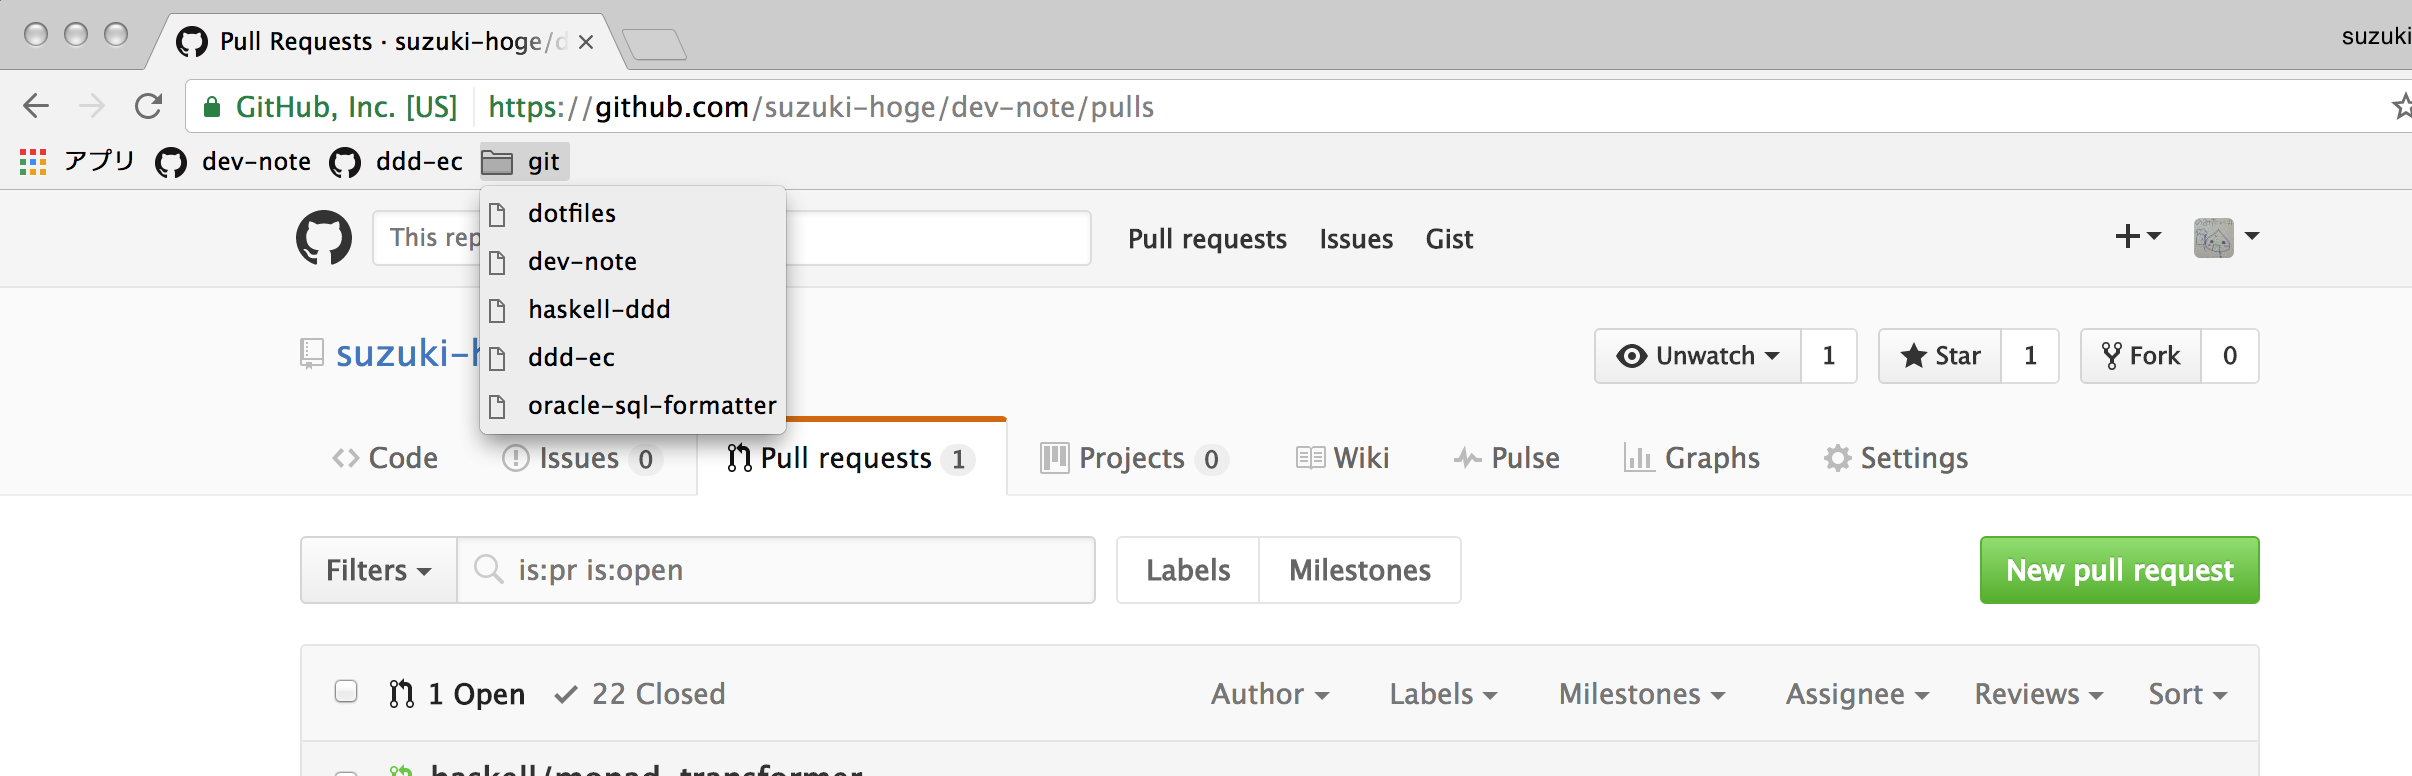 Pull Requests · suzuki-hoge/d
suzuki
GitHub, Inc. [US] https://github.com/suzuki-hoge/dev-note/pulls
アプリ dev-note ddd-ec git
dotfiles
dev-note
haskell-ddd
ddd-ec
oracle-sql-formatter
This rep
Pull requests Issues Gist
suzuki-h
Unwatch 1 Star 1 Fork 0
Code Issues 0 Pull requests 1 Projects 0 Wiki Pulse Graphs Settings
Filters is:pr is:open Labels Milestones New pull request
1 Open 22 Closed Author Labels Milestones Assignee Reviews Sort
haskell/monad_transformer